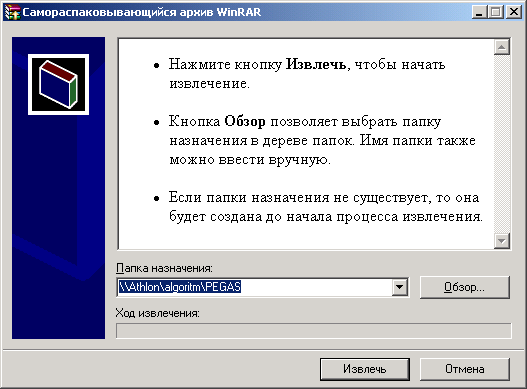 Самораспаковывающийся архив WinRAR
Нажмите кнопку Извлечь, чтобы начать
извлечение.
Кнопка Обзор позволяет выбрать папку
назначения в дереве папок. Имя папки также
можно ввести вручную.
Если папки назначения не существует, то она
будет создана до начала процесса извлечения.
Папка назначения:
\\Athlon\algoritm\PEGAS
Обзор...
Ход извлечения:
Извлечь
Отмена